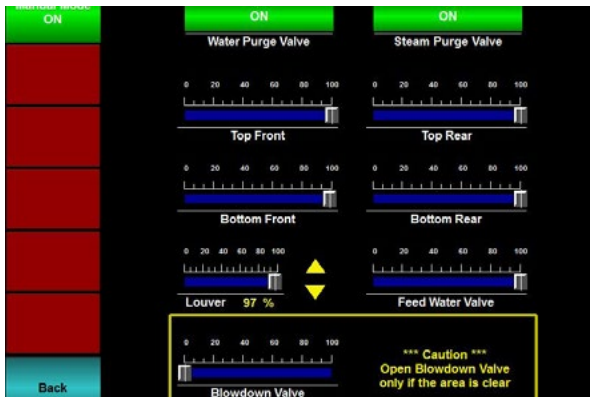 Manual Mode
ON
ON
ON
Water Purge Valve
Steam Purge Valve
0 20 40 60 80 100
0 20 40 60 80 100
Top Front
Top Rear
0 20 40 60 80 100
0 20 40 60 80 100
Bottom Front
Bottom Rear
0 20 40 60 80 100
0 20 40 60 80 100
Louver 97 %
Feed Water Valve
0 20 40 60 80 100
*** Caution ***
Open Blowdown Valve
only if the area is clear
Blowdown Valve
Back